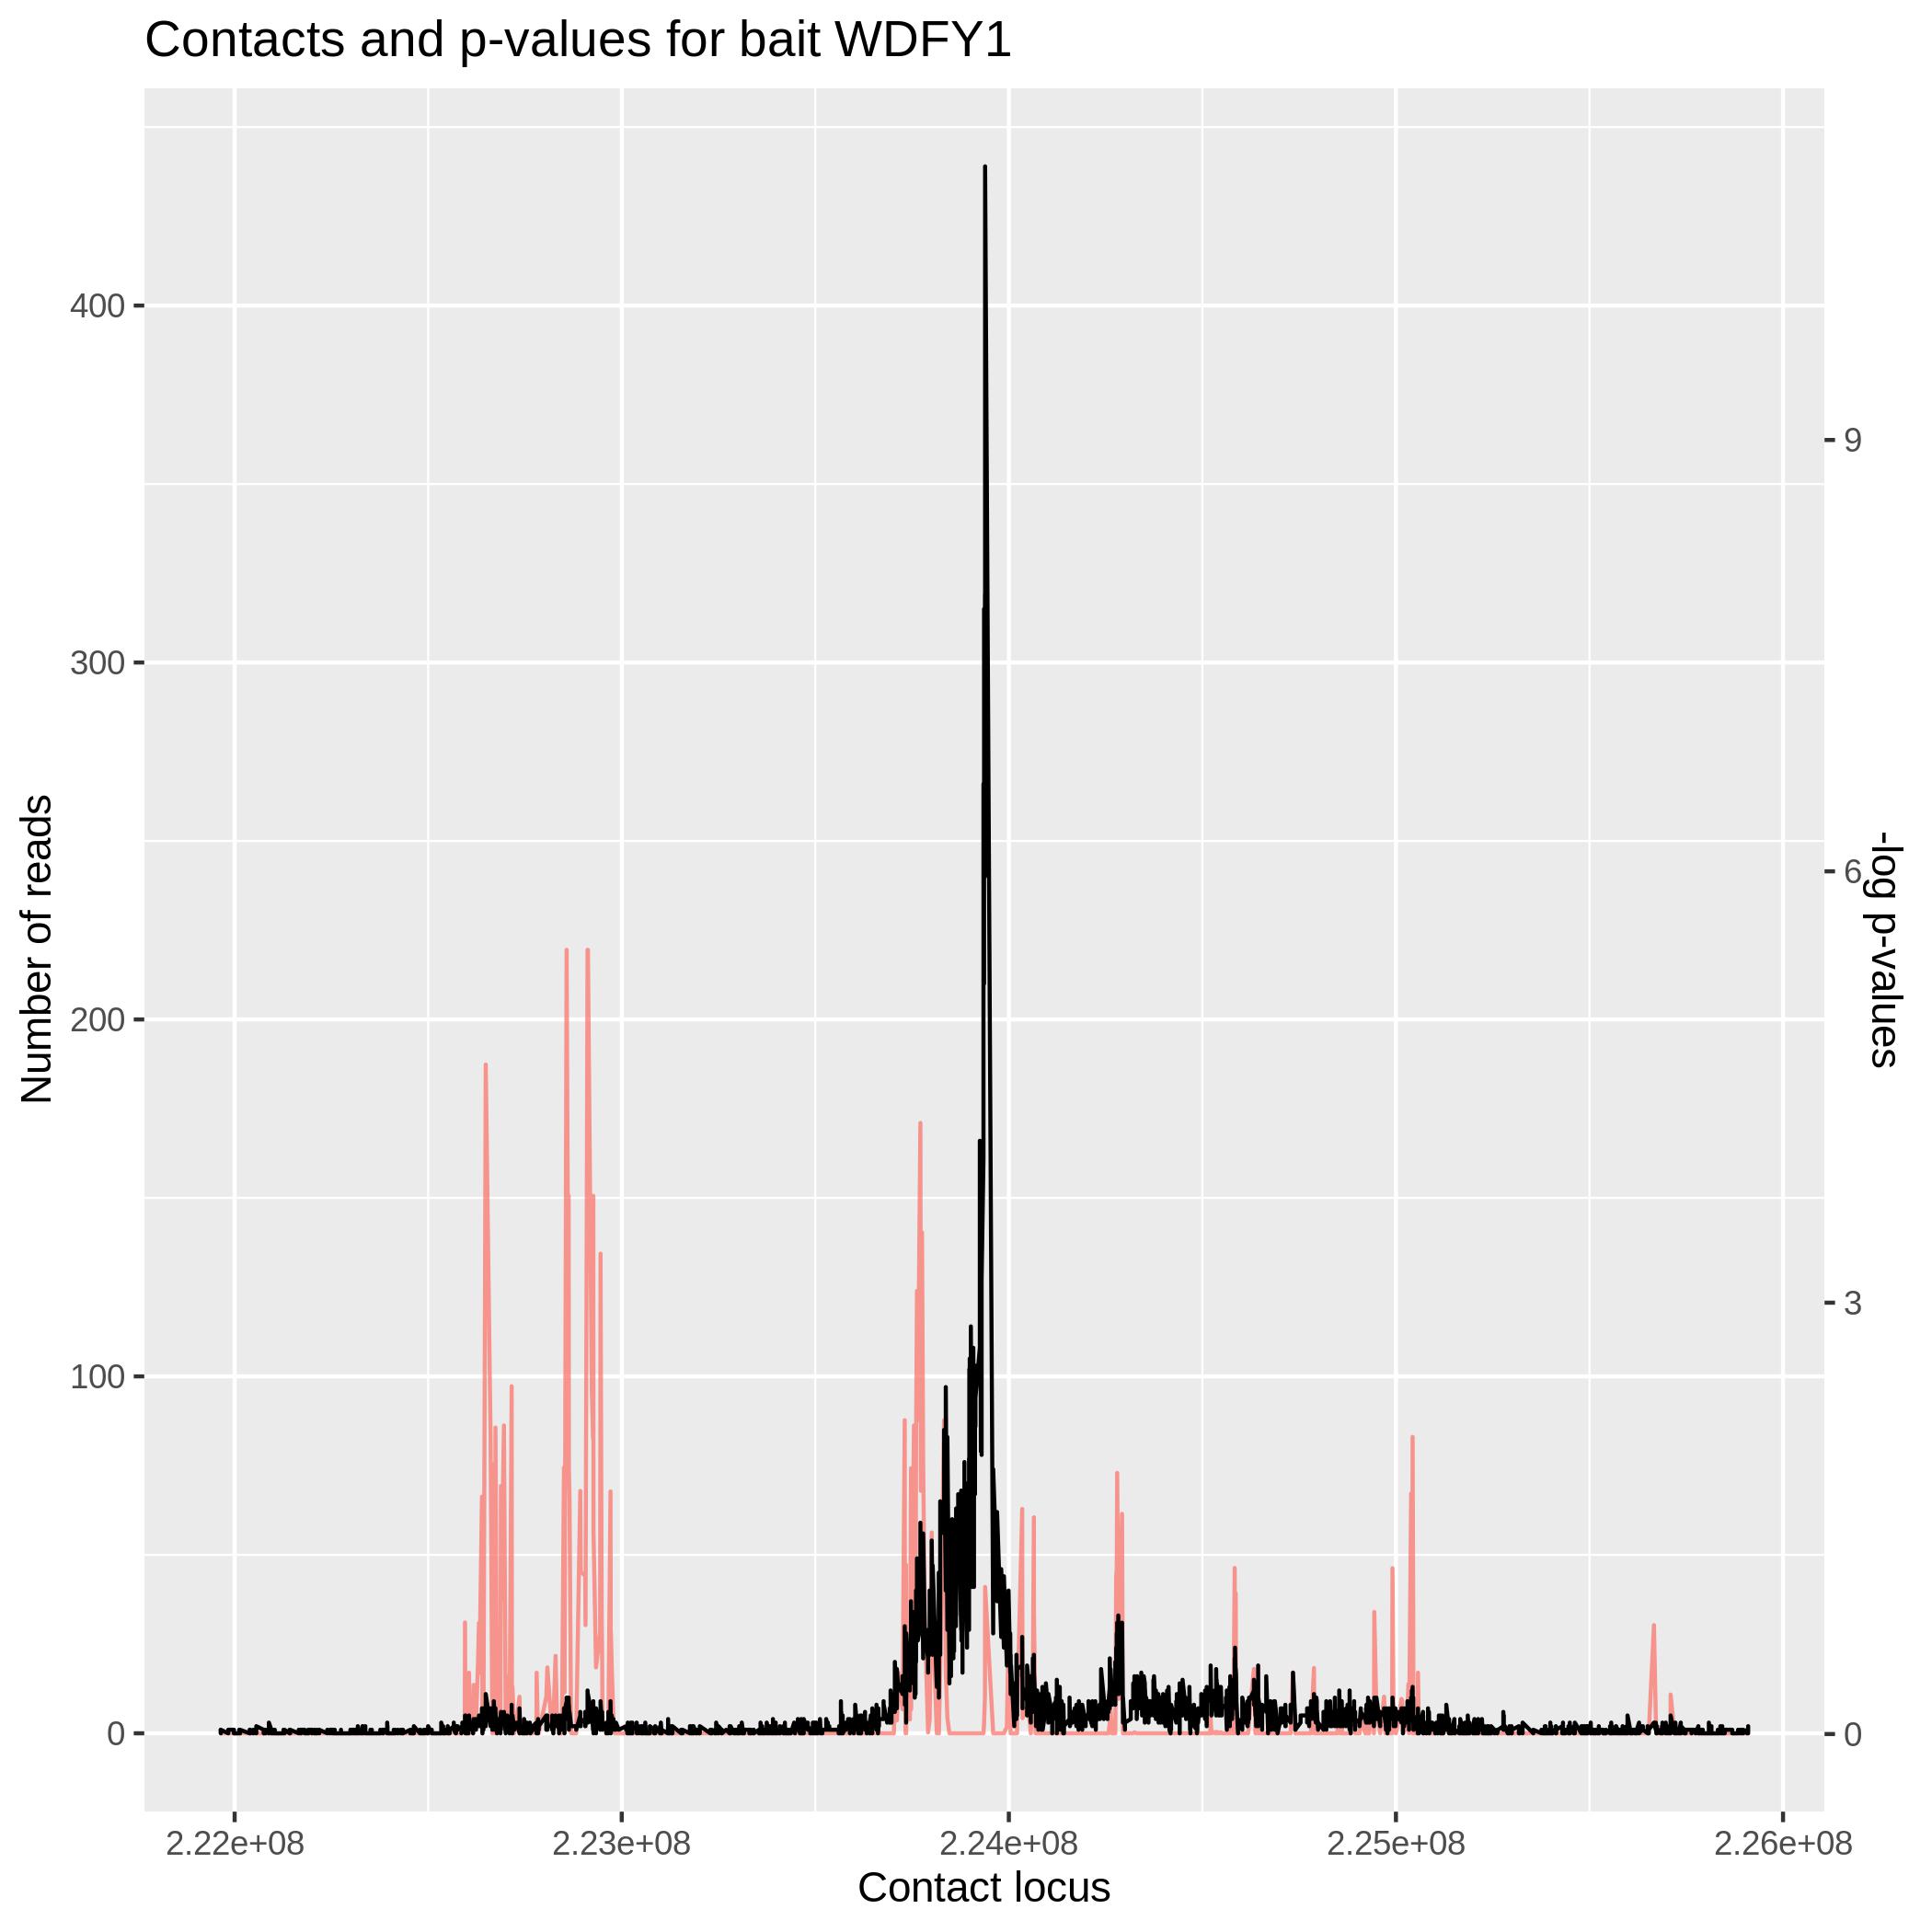 Contacts and p-values for bait WDFY1
400
300
200
100
0
Number of reads
9
6
3
0
-log p-values
2.22e+08
2.23e+08
2.24e+08
2.25e+08
2.26e+08
Contact locus